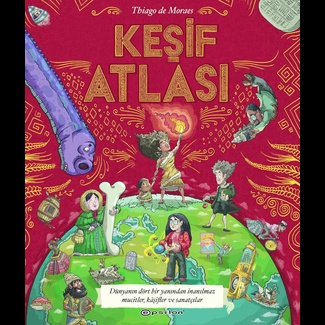 Thiago de Moraes
KEŞİF
ATLASI
Dünyanın dört bir yanından inanılmaz
mucitler, kâşifler ve sanatçılar
epsilon